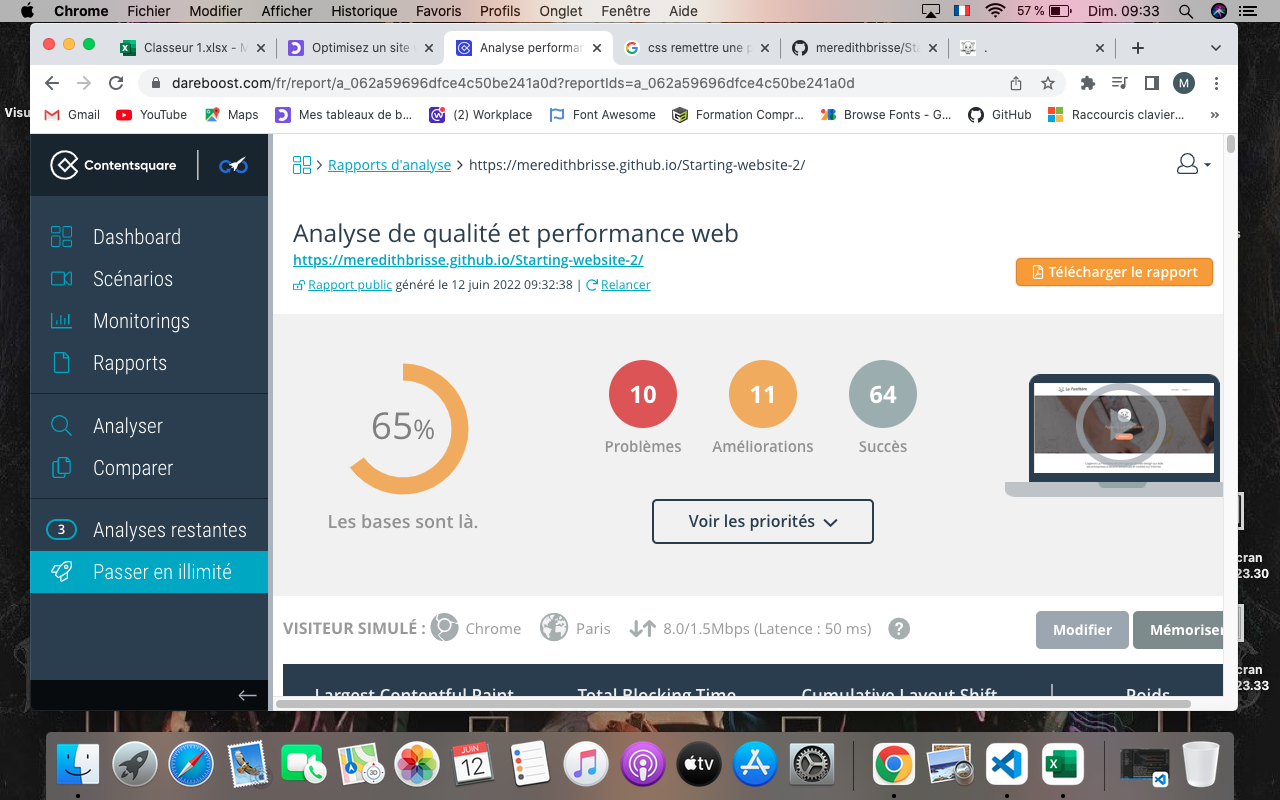 Chrome Fichier Modifier Afficher Historique Favoris Profils Onglet Fenêtre Aide 57 % Dim. 09:33
Classeur 1.xlsx - M Optimisez un site Analyse performan css remettre une p meredithbrisse/Sta .
dareboost.com/fr/report/a_062a59696dfce4c50be241a0d?reportIds=a_062a59696dfce4c50be241a0d M
Visu
Gmail YouTube Maps Mes tableaux de b... (2) Workplace Font Awesome Formation Compr... Browse Fonts - G... GitHub Raccourcis clavier... »
Contentsquare
Rapports d'analyse > https://meredithbrisse.github.io/Starting-website-2/
Dashboard
Scénarios
Monitorings
Rapports
Analyser
Comparer
3 Analyses restantes
Passer en illimité
Analyse de qualité et performance web
https://meredithbrisse.github.io/Starting-website-2/
Rapport public généré le 12 juin 2022 09:32:38 | Relancer
Télécharger le rapport
65%
Les bases sont là.
10 11 64
Problèmes Améliorations Succès
Voir les priorités
VISITEUR SIMULÉ : Chrome Paris 8.0/1.5Mbps (Latence : 50 ms) ?
Modifier Mémoriser
Largest Contentful Paint Total Blocking Time Cumulative Layout Shift Poids
cran
23.30
cran
23.33
JUIN
12
3D
tv